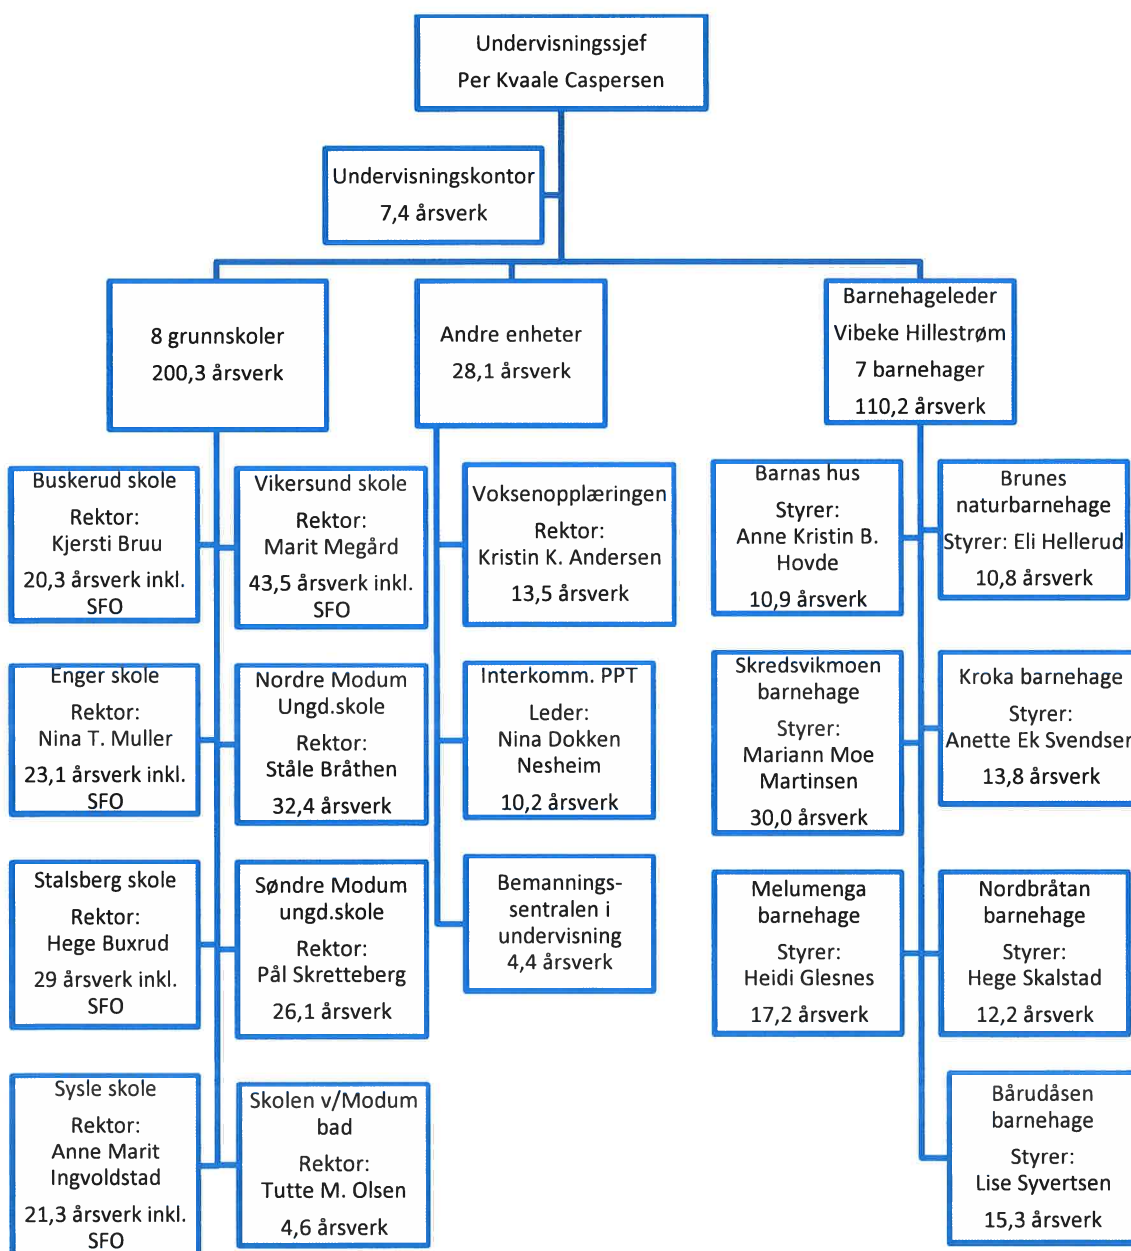 Undervisningssjef
Per Kvaale Caspersen
Undervisningskontor
7,4 årsverk
8 grunnskoler
200,3 årsverk
Andre enheter
28,1 årsverk
Barnehageleder
Vibeke Hillestrøm
7 barnehager
110,2 årsverk
Buskerud skole
Rektor:
Kjersti Bruu
20,3 årsverk inkl.
SFO
Vikersund skole
Rektor:
Marit Megård
43,5 årsverk inkl.
SFO
Voksenopplæringen
Rektor:
Kristin K. Andersen
13,5 årsverk
Barnas hus
Styrer:
Anne Kristin B.
Hovde
10,9 årsverk
Brunes
naturbarnehage
Styrer: Eli Hellerud
10,8 årsverk
Enger skole
Rektor:
Nina T. Muller
23,1 årsverk inkl.
SFO
Nordre Modum
Ungd.skole
Rektor:
Ståle Bråthen
32,4 årsverk
Interkomm. PPT
Leder:
Nina Dokken
Nesheim
10,2 årsverk
Skredsvikmoen
barnehage
Styrer:
Mariann Moe
Martinsen
30,0 årsverk
Kroka barnehage
Styrer:
Anette Ek Svendsen
13,8 årsverk
Stalsberg skole
Rektor:
Hege Buxrud
29 årsverk inkl.
SFO
Søndre Modum
ungd.skole
Rektor:
Pål Skretteberg
26,1 årsverk
Bemannings-
sentralen i
undervisning
4,4 årsverk
Melumenga
barnehage
Styrer:
Heidi Glesnes
17,2 årsverk
Nordbråtan
barnehage
Styrer:
Hege Skalstad
12,2 årsverk
Sysle skole
Rektor:
Anne Marit
Ingvoldstad
21,3 årsverk inkl.
SFO
Skolen v/Modum
bad
Rektor:
Tutte M. Olsen
4,6 årsverk
Bårudåsen
barnehage
Styrer:
Lise Syvertsen
15,3 årsverk